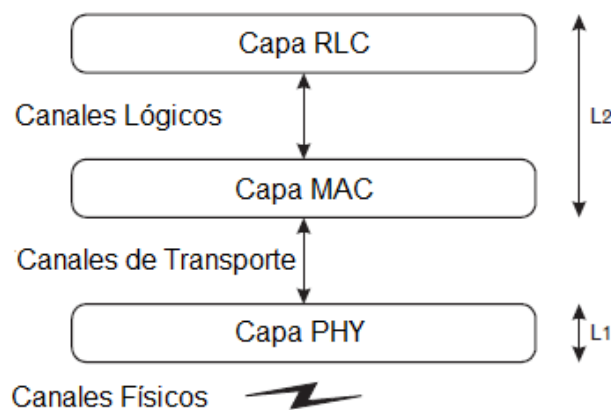 Capa RLC
Canales Lógicos
L2
Capa MAC
Canales de Transporte
Capa PHY
L1
Canales Físicos